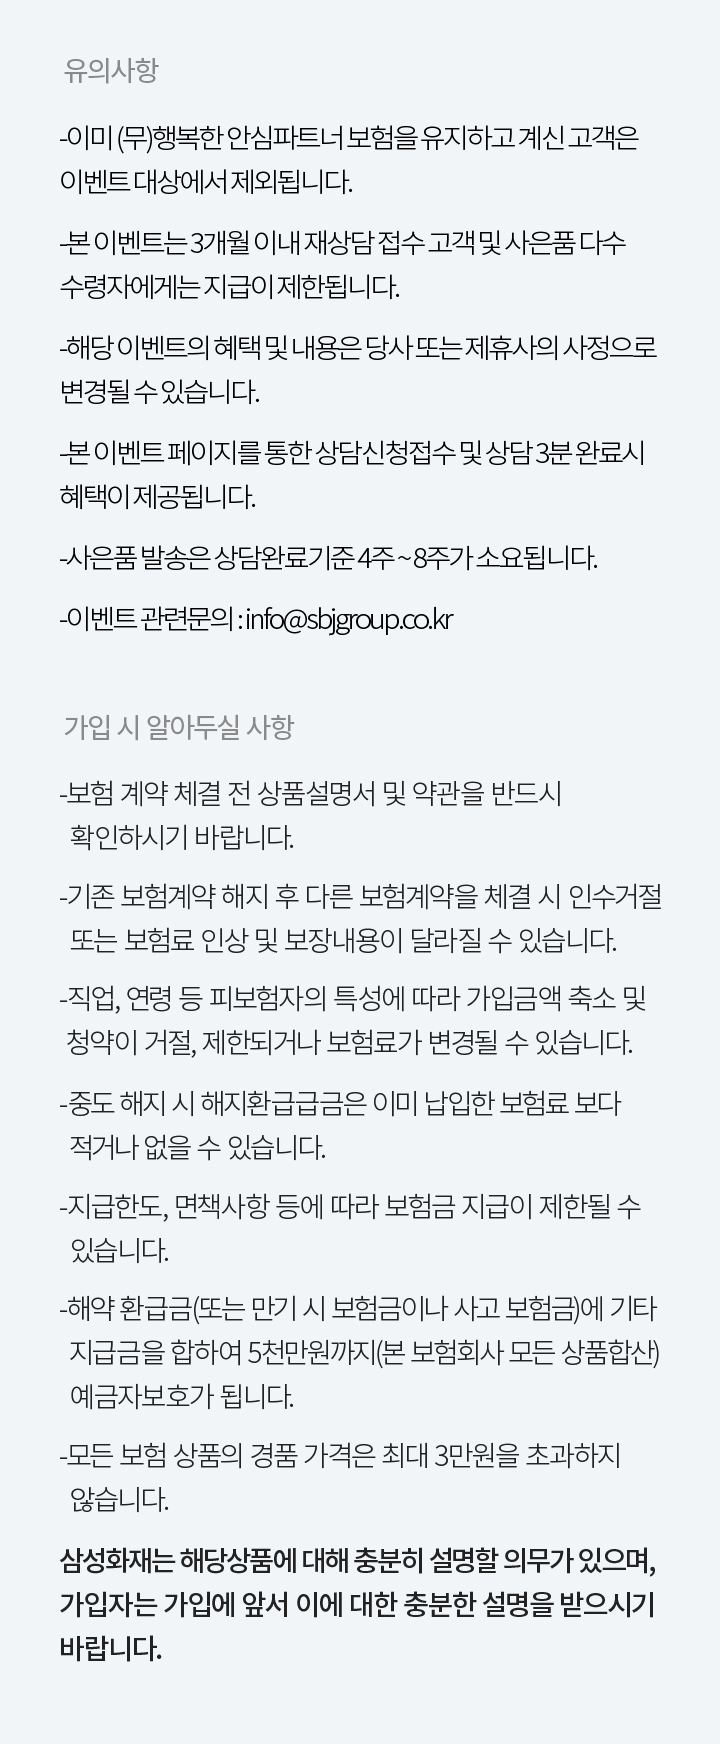 유의사항
-이미 (무)행복한 안심파트너 보험을 유지하고 계신 고객은
이벤트 대상에서 제외됩니다.
-본 이벤트는 3개월 이내 재상담 접수 고객 및 사은품 다수
수령자에게는 지급이 제한됩니다.
-해당 이벤트의 혜택 및 내용은 당사 또는 제휴사의 사정으로
변경될 수 있습니다.
-본 이벤트 페이지를 통한 상담신청접수 및 상담 3분 완료시
혜택이 제공됩니다.
-사은품 발송은 상담완료기준 4주 ~ 8주가 소요됩니다.
-이벤트 관련문의 : info@sbjgroup.co.kr
가입 시 알아두실 사항
-보험 계약 체결 전 상품설명서 및 약관을 반드시
확인하시기 바랍니다.
-기존 보험계약 해지 후 다른 보험계약을 체결 시 인수거절
또는 보험료 인상 및 보장내용이 달라질 수 있습니다.
-직업, 연령 등 피보험자의 특성에 따라 가입금액 축소 및
청약이 거절, 제한되거나 보험료가 변경될 수 있습니다.
-중도 해지 시 해지환급급금은 이미 납입한 보험료 보다
적거나 없을 수 있습니다.
-지급한도, 면책사항 등에 따라 보험금 지급이 제한될 수
있습니다.
-해약 환급금(또는 만기 시 보험금이나 사고 보험금)에 기타
지급금을 합하여 5천만원까지(본 보험회사 모든 상품합산)
예금자보호가 됩니다.
-모든 보험 상품의 경품 가격은 최대 3만원을 초과하지
않습니다.
삼성화재는 해당상품에 대해 충분히 설명할 의무가 있으며,
가입자는 가입에 앞서 이에 대한 충분한 설명을 받으시기
바랍니다.